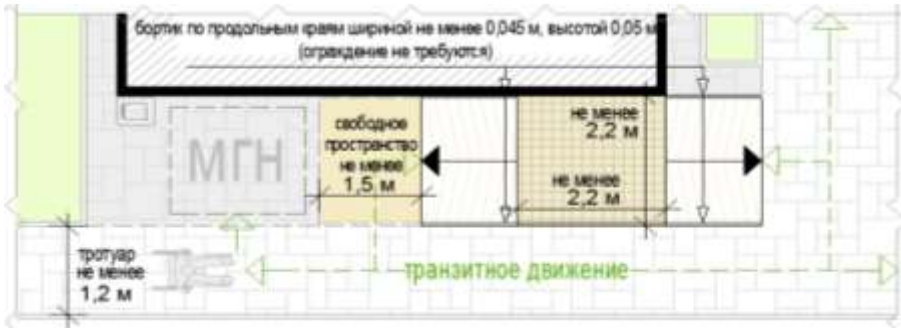 бортик по продольным краям шириной не менее 0,045 м, высотой 0,05 м
(ограждение не требуются)
МГН
свободное
пространство
не менее
1,5 м
не менее
2,2 м
не менее
2,2 м
тротуар
не менее
1,2 м
транзитное движение